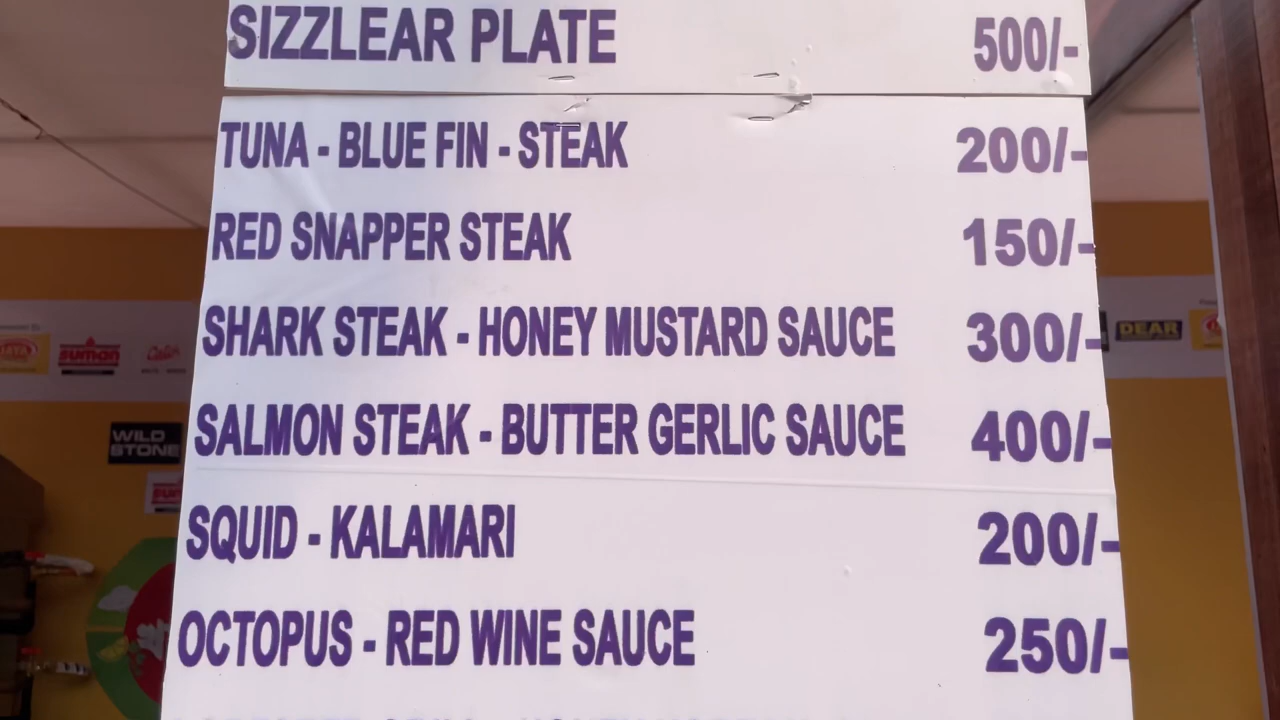 SIZZLEAR PLATE 500/-
TUNA - BLUE FIN - STEAK 200/-
RED SNAPPER STEAK 150/-
SHARK STEAK - HONEY MUSTARD SAUCE 300/-
SALMON STEAK - BUTTER GERLIC SAUCE 400/-
SQUID - KALAMARI 200/-
OCTOPUS - RED WINE SAUCE 250/-
suman
DEAR
WILD
STONE